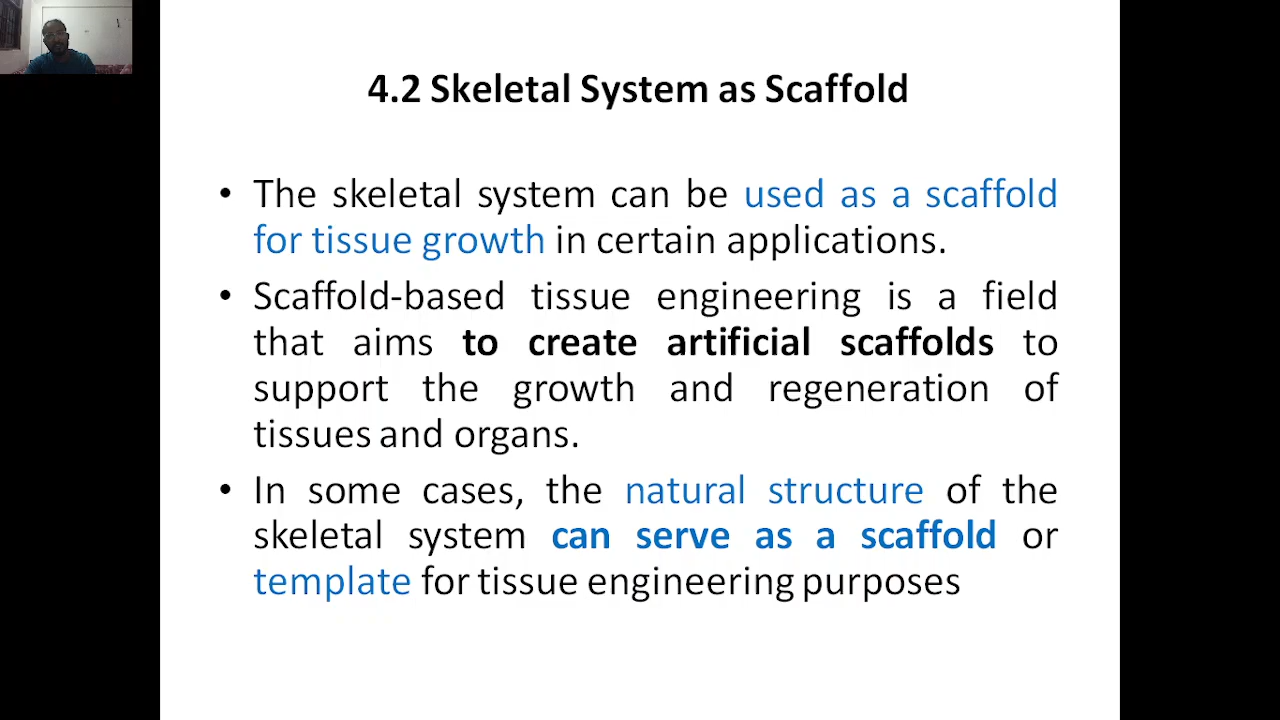 4.2 Skeletal System as Scaffold
• The skeletal system can be used as a scaffold
for tissue growth in certain applications.
• Scaffold-based tissue engineering is a field
that aims to create artificial scaffolds to
support the growth and regeneration of
tissues and organs.
• In some cases, the natural structure of the
skeletal system can serve as a scaffold or
template for tissue engineering purposes